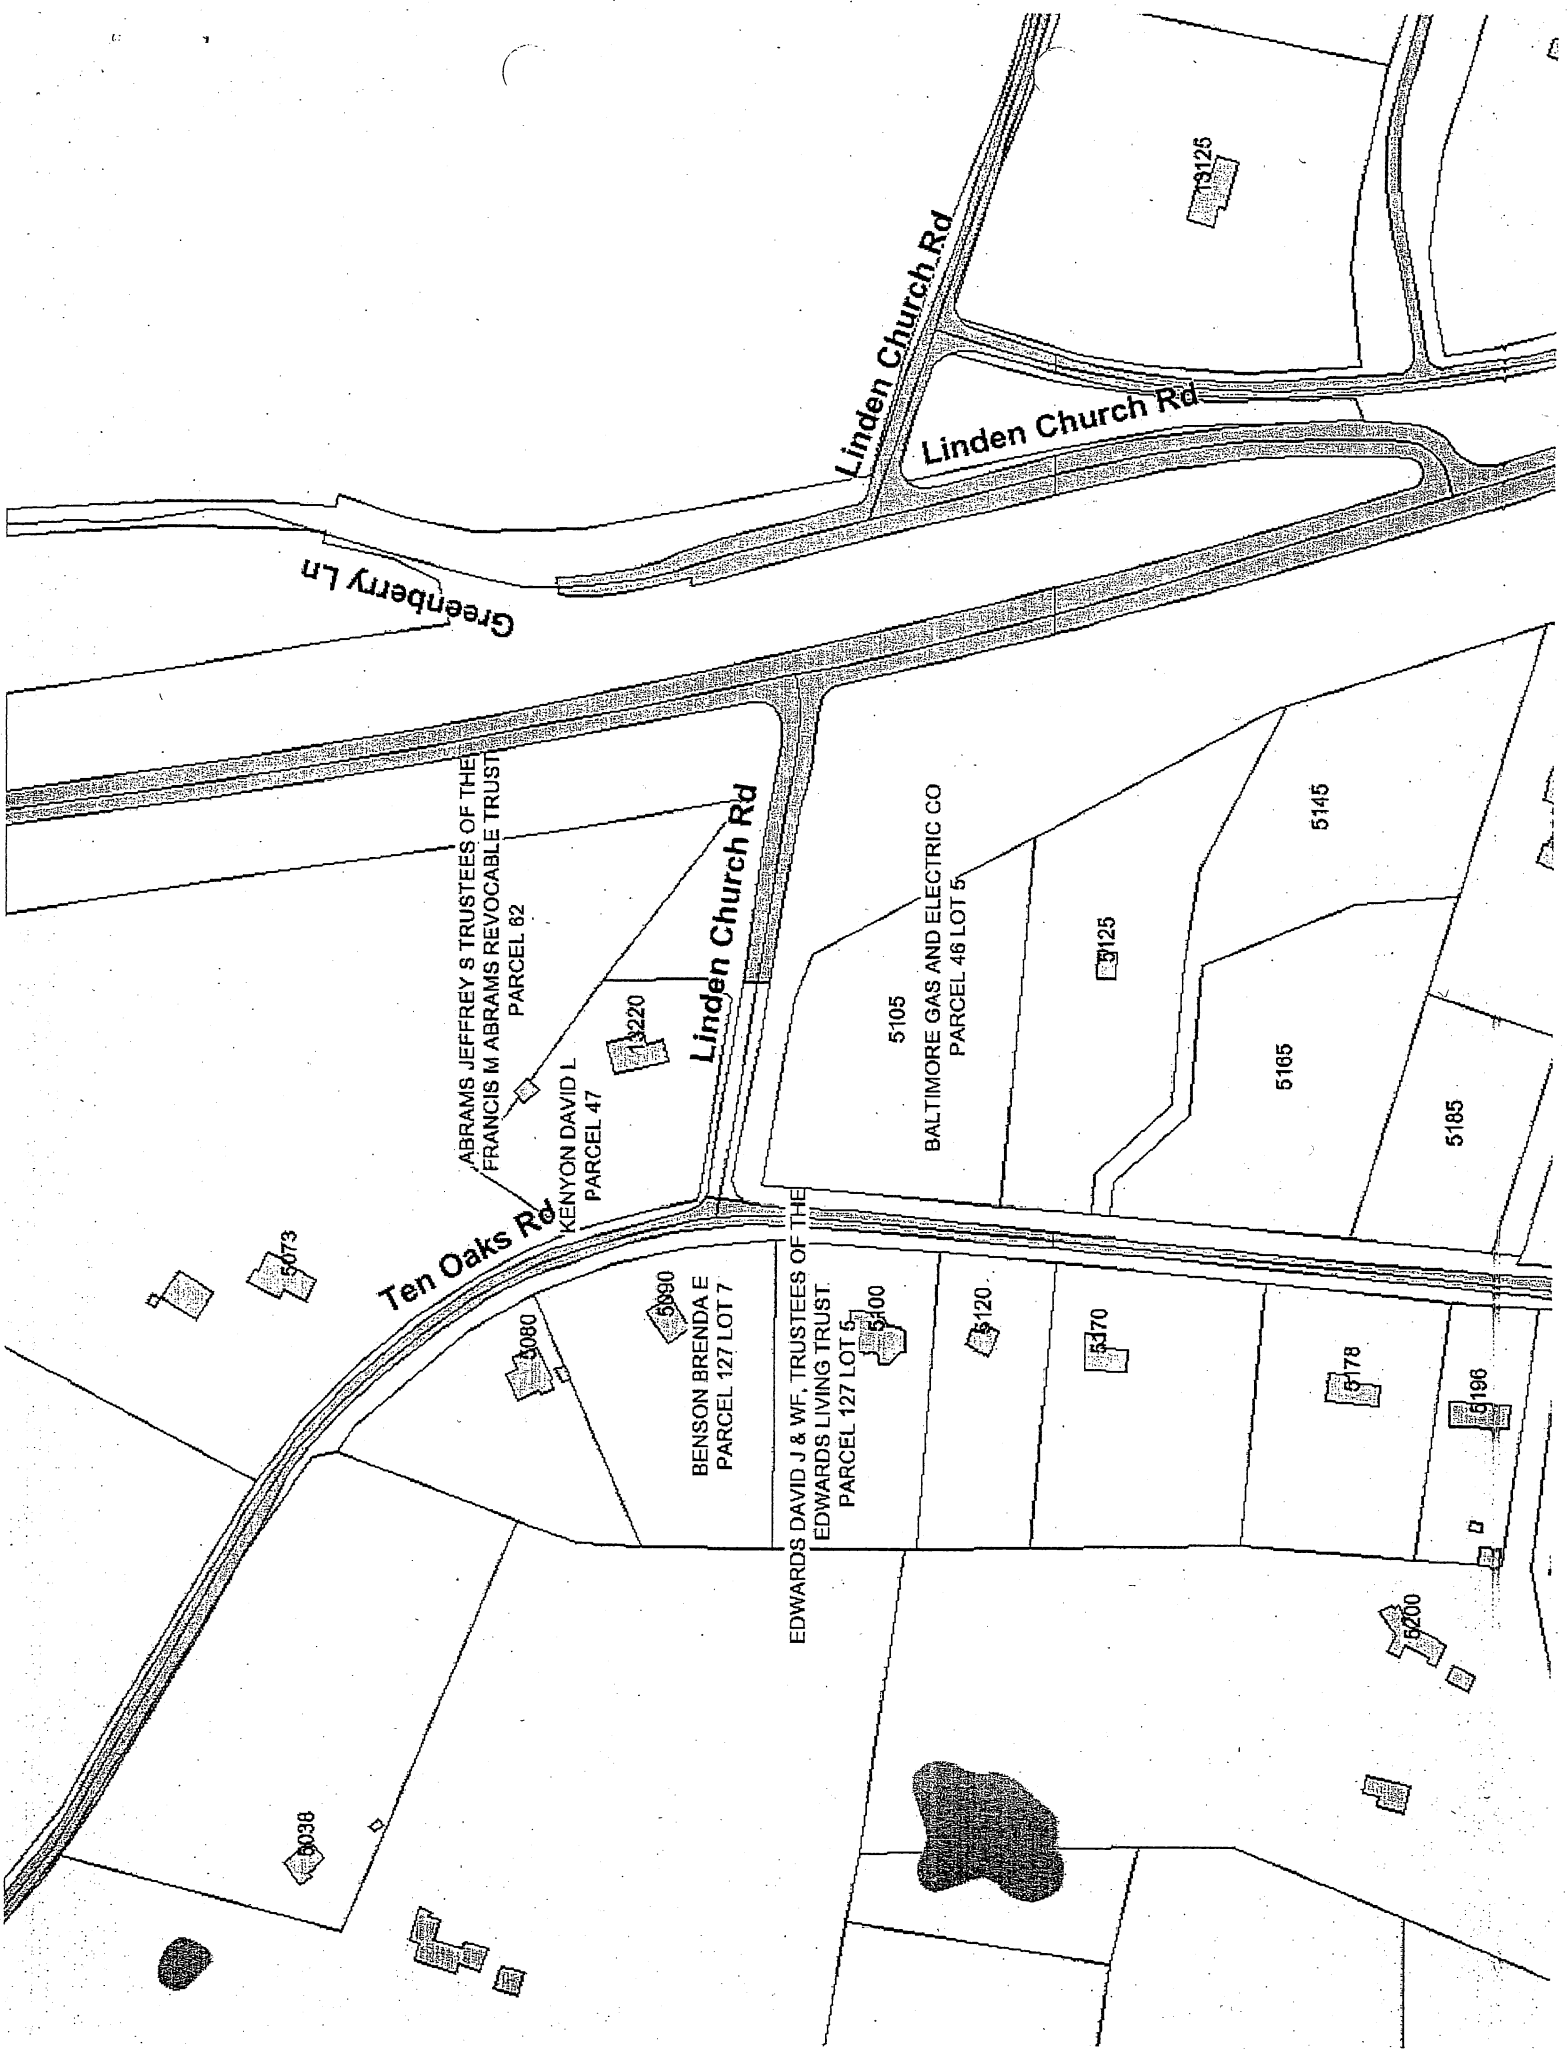 Ten Oaks Rd
Linden Church Rd
Linden Church Rd
Linden Church Rd
Greenberry Ln
ABRAMS JEFFREY S TRUSTEES OF THE
FRANCIS M ABRAMS REVOCABLE TRUST
PARCEL 62
KENYON DAVID L
PARCEL 47
BENSON BRENDA E
PARCEL 127 LOT 7
EDWARDS DAVID J & WF, TRUSTEES OF THE
EDWARDS LIVING TRUST
PARCEL 127 LOT 5
BALTIMORE GAS AND ELECTRIC CO
PARCEL 46 LOT 5
5038
5073
5080
5090
5100
5120
5170
5178
5196
5200
13220
5105
5125
5165
5185
5145
13125